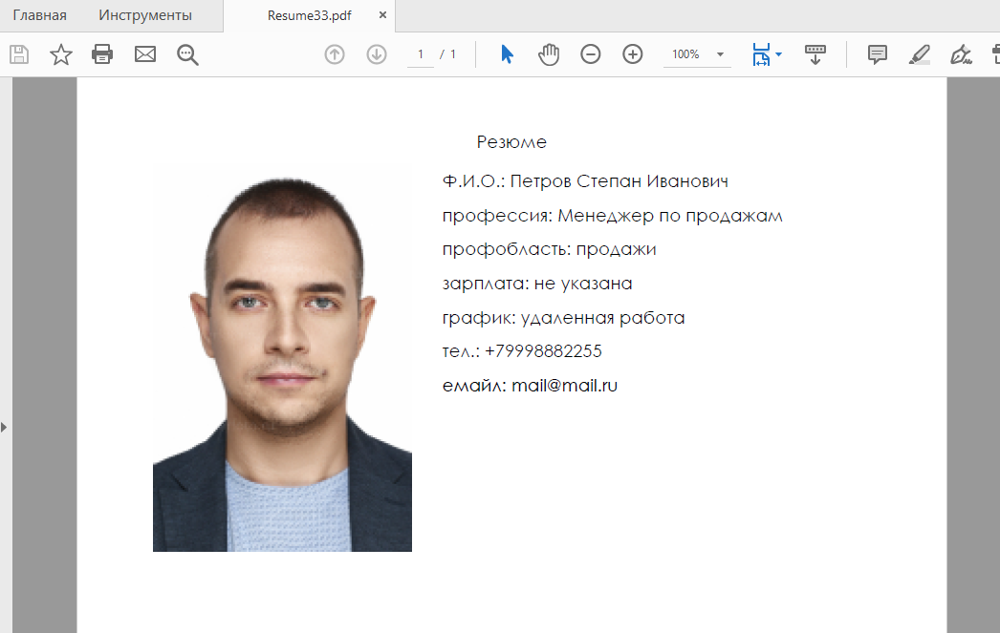 Главная Инструменты Resume33.pdf ×
1 / 1 100%
Резюме
Ф.И.О.: Петров Степан Иванович
профессия: Менеджер по продажам
профобласть: продажи
зарплата: не указана
график: удаленная работа
тел.: +79998882255
емайл: mail@mail.ru